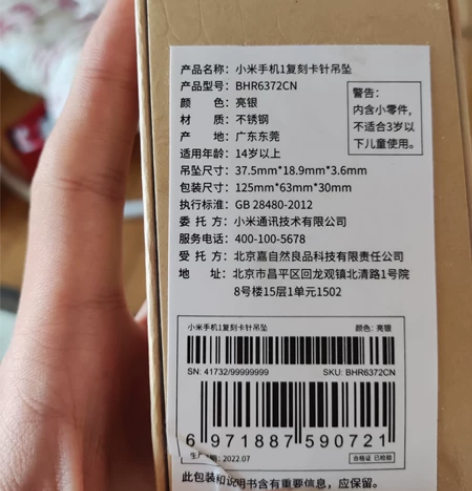 产品名称：小米手机1复刻卡针吊坠
产品型号：BHR6372CN
颜　　色：亮银
材　　质：不锈钢
产　　地：广东东莞
适用年龄：14岁以上
吊坠尺寸：37.5mm*18.9mm*3.6mm
包装尺寸：125mm*63mm*30mm
执行标准：GB 28480-2012
委 托 方：小米通讯技术有限公司
服务电话：400-100-5678
受 托 方：北京嘉自然良品科技有限责任公司
地　　址：北京市昌平区回龙观镇北清路1号院
8号楼15层1单元1502
警告：
内含小零件，
不适合3岁以
下儿童使用。
小米手机1复刻卡针吊坠 颜色：亮银
SN: 41732/99999999 SKU: BHR6372CN
6 971887 590721
生产 期：2022.07 合格证 已检验
此包装和说明书含有重要信息，应保留。